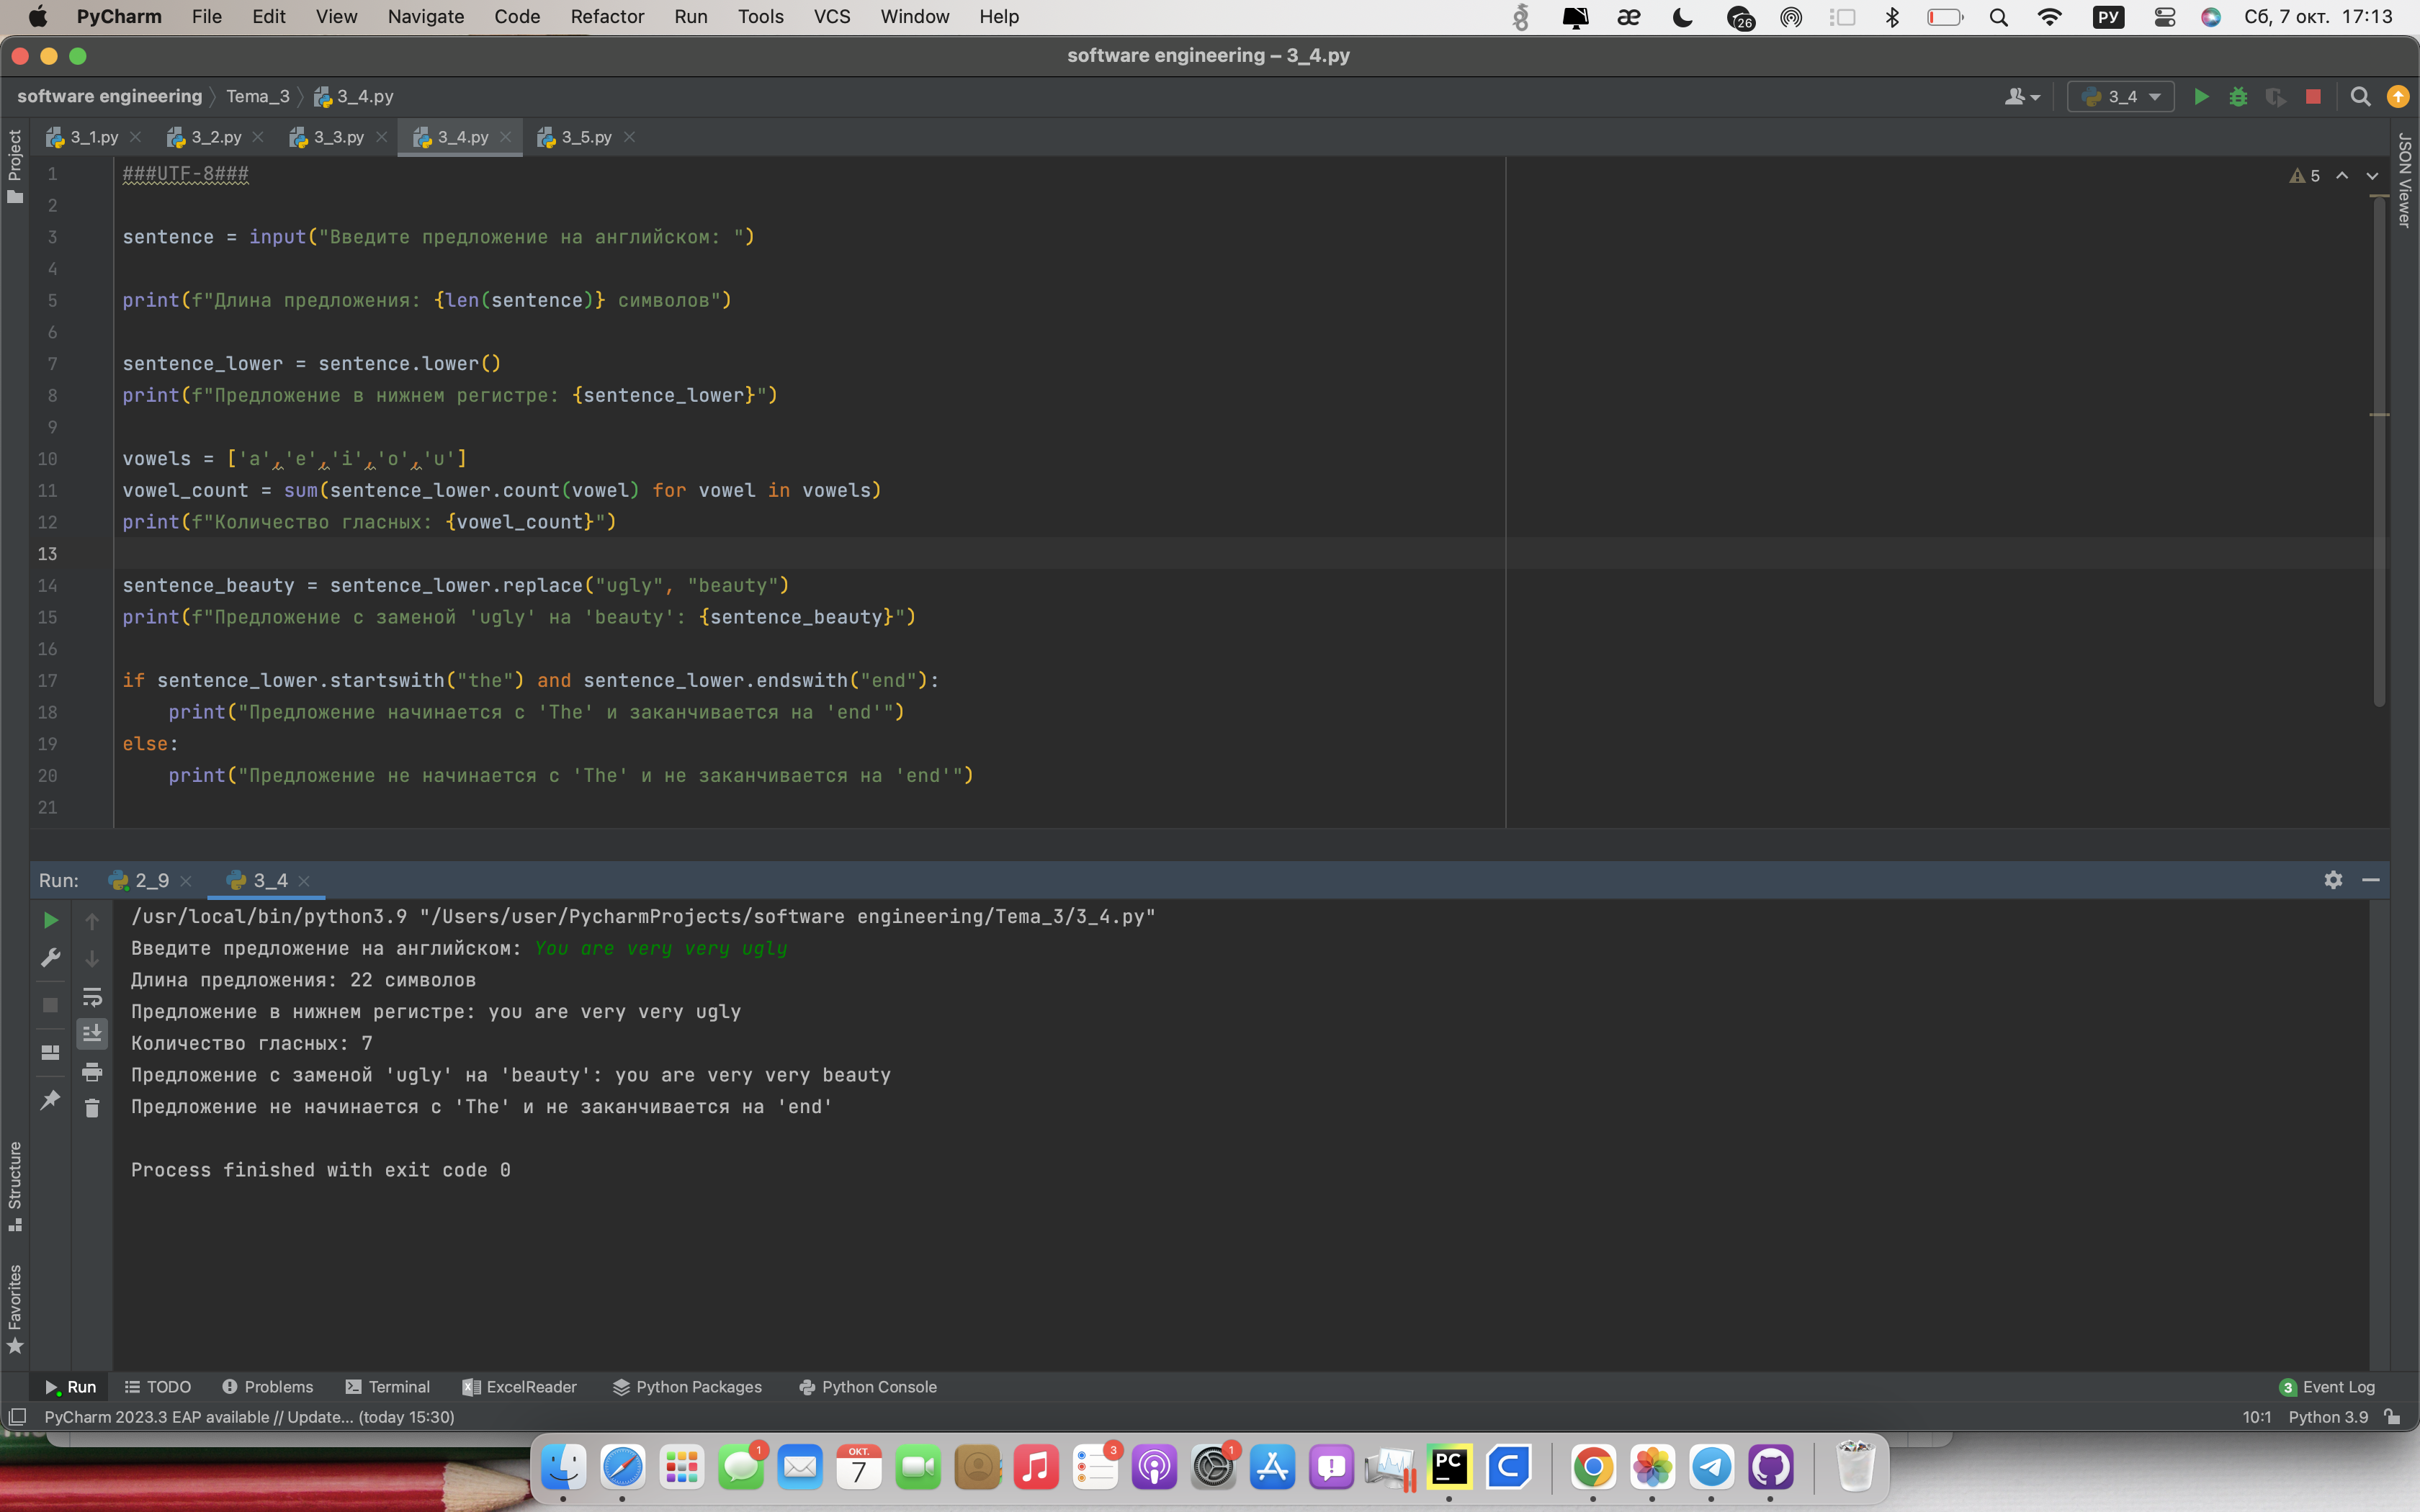 PyCharm File Edit View Navigate Code Refactor Run Tools VCS Window Help 26 РУ Сб, 7 окт. 17:13
software engineering – 3_4.py
software engineering Tema_3 3_4.py 3_4
3_1.py 3_2.py 3_3.py 3_4.py 3_5.py
Project
JSON Viewer
5
1 ###UTF-8###
2
3 sentence = input("Введите предложение на английском: ")
4
5 print(f"Длина предложения: {len(sentence)} символов")
6
7 sentence_lower = sentence.lower()
8 print(f"Предложение в нижнем регистре: {sentence_lower}")
9
10 vowels = ['a','e','i','o','u']
11 vowel_count = sum(sentence_lower.count(vowel) for vowel in vowels)
12 print(f"Количество гласных: {vowel_count}")
13
14 sentence_beauty = sentence_lower.replace("ugly", "beauty")
15 print(f"Предложение с заменой 'ugly' на 'beauty': {sentence_beauty}")
16
17 if sentence_lower.startswith("the") and sentence_lower.endswith("end"):
18 print("Предложение начинается с 'The' и заканчивается на 'end'")
19 else:
20 print("Предложение не начинается с 'The' и не заканчивается на 'end'")
21
Run: 2_9 3_4
/usr/local/bin/python3.9 "/Users/user/PycharmProjects/software engineering/Tema_3/3_4.py"
Введите предложение на английском: You are very very ugly
Длина предложения: 22 символов
Предложение в нижнем регистре: you are very very ugly
Количество гласных: 7
Предложение с заменой 'ugly' на 'beauty': you are very very beauty
Предложение не начинается с 'The' и не заканчивается на 'end'
Process finished with exit code 0
Structure
Favorites
Run TODO Problems Terminal ExcelReader Python Packages Python Console 3 Event Log
PyCharm 2023.3 EAP available // Update... (today 15:30) 10:1 Python 3.9
1 ОКТ. 7 3 1 PC C